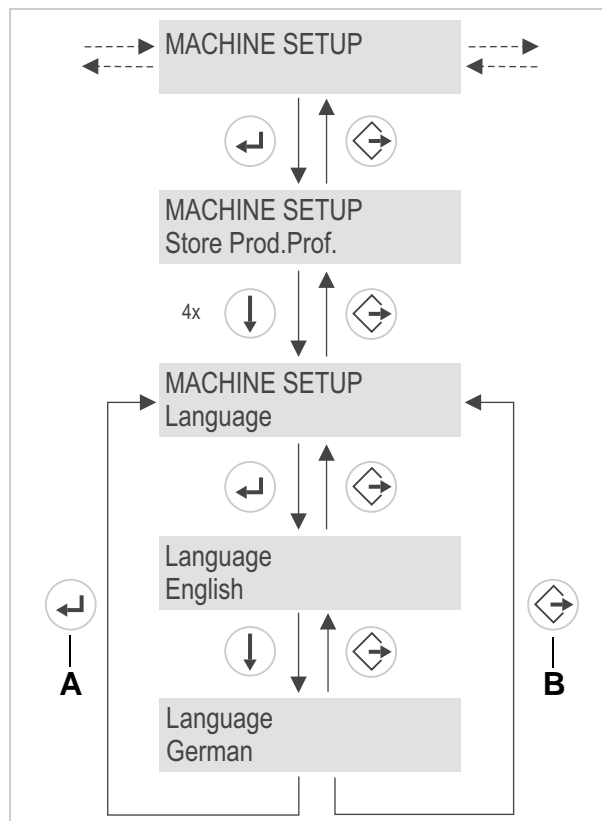 MACHINE SETUP
MACHINE SETUP
Store Prod.Prof.
4x
MACHINE SETUP
Language
Language
English
A
B
Language
German